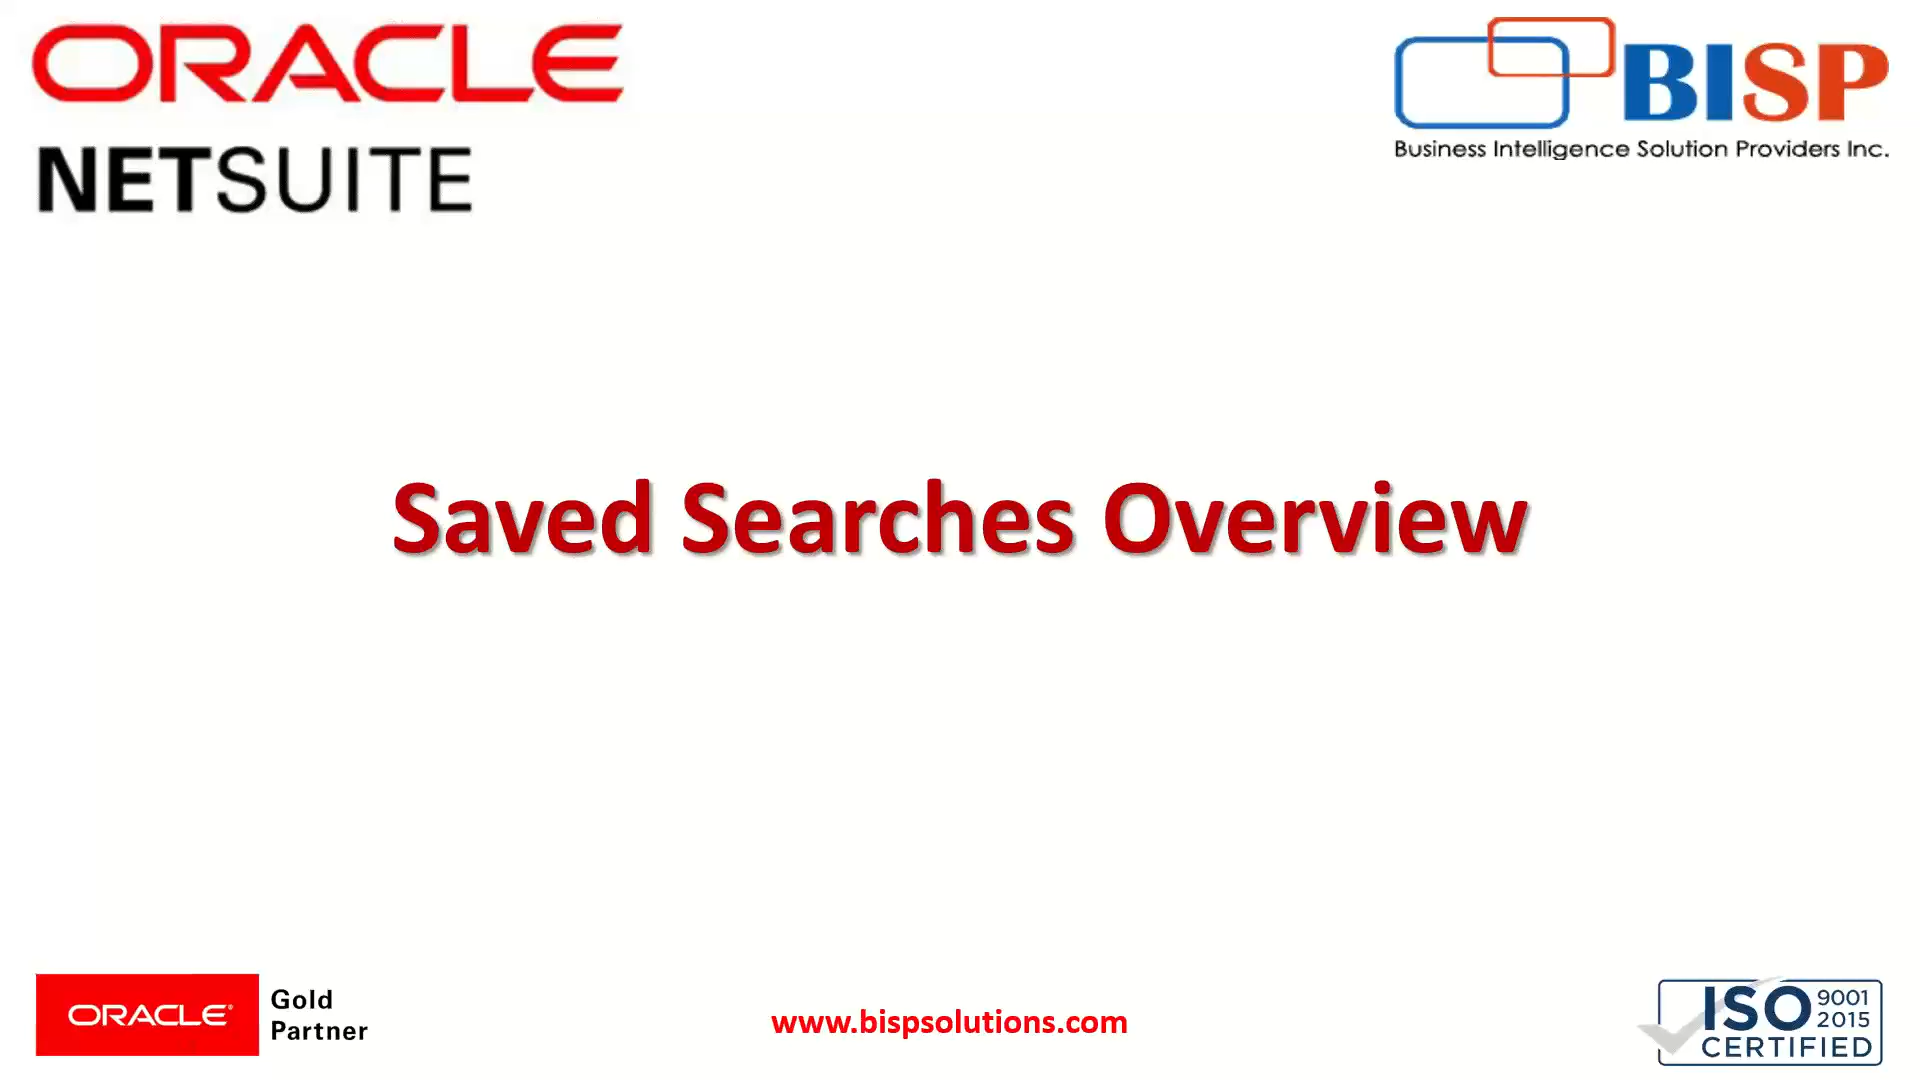 ORACLE
NETSUITE
BISP
Business Intelligence Solution Providers Inc.
Saved Searches Overview
ORACLE®
Gold
Partner
www.bispsolutions.com
ISO 9001
2015
CERTIFIED